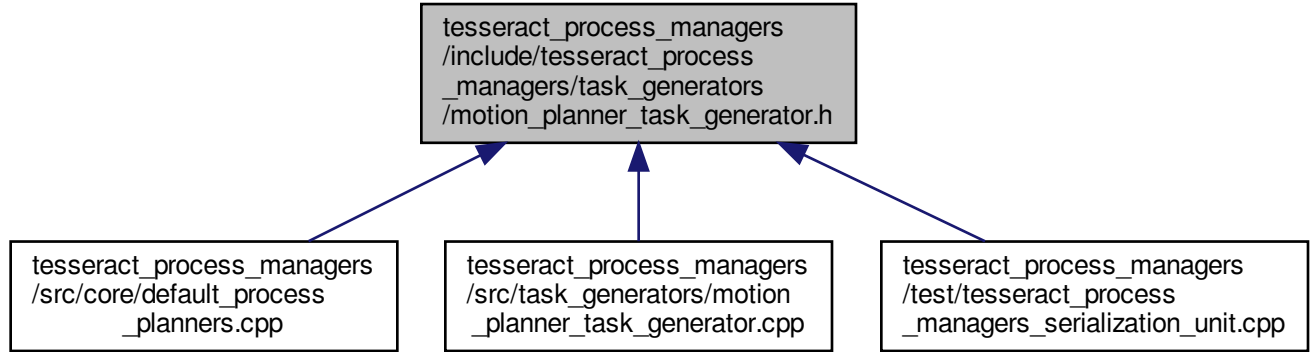 tesseract_process_managers
/include/tesseract_process
_managers/task_generators
/motion_planner_task_generator.h
tesseract_process_managers
/src/core/default_process
_planners.cpp
tesseract_process_managers
/src/task_generators/motion
_planner_task_generator.cpp
tesseract_process_managers
/test/tesseract_process
_managers_serialization_unit.cpp